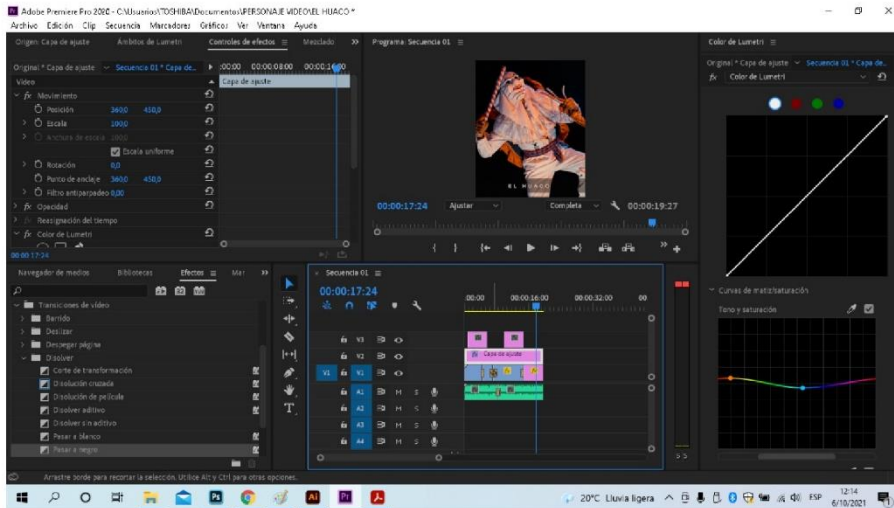 Adobe Premiere Pro 2020 - C:\Usuarios\TOSHIBA\Documentos\PERSONAJE VIDEO\EL HUACO *
Archivo Edición Clip Secuencia Marcadores Gráficos Ver Ventana Ayuda
Origen: Capa de ajuste Ámbitos de Lumetri Controles de efectos Mezclado Programa: Secuencia 01 Color de Lumetri
Original * Capa de ajuste Secuencia 01 * Capa de... :00:00 00:00:08:00 00:00:16:00
Original * Capa de ajuste Secuencia 01 * Capa de...
Vídeo Capa de ajuste
fx Color de Lumetri
fx Movimiento
Posición 360,0 450,0
Escala 100,0
Anchura de escala 100,0
Escala uniforme
Rotación 0,0
Punto de anclaje 360,0 450,0
Filtro antiparpadeo 0,00
fx Opacidad
Reasignación del tiempo
fx Color de Lumetri
00:00:17:24
EL HUACO
00:00:17:24 Ajustar Completa 00:00:19:27
Navegador de medios Bibliotecas Efectos Mar
Transiciones de vídeo
Barrido
Deslizar
Despegar página
Disolver
Corte de transformación
Disolución cruzada
Disolución de película
Disolver aditivo
Disolver sin aditivo
Pasar a blanco
Pasar a negro
Secuencia 01
00:00:17:24
:00:00 00:00:16:00 00:00:32:00 00
V3
V2 Capa de ajuste
V1 V1
A1 M S
A2 M S
A3 M S
A4 M S
S S
Curvas de matiz/saturación
Tono y saturación
Arrastre borde para recortar la selección. Utilice Alt y Ctrl para otras opciones.
Ps Ai Pr
20°C Lluvia ligera ESP 12:14
6/10/2021